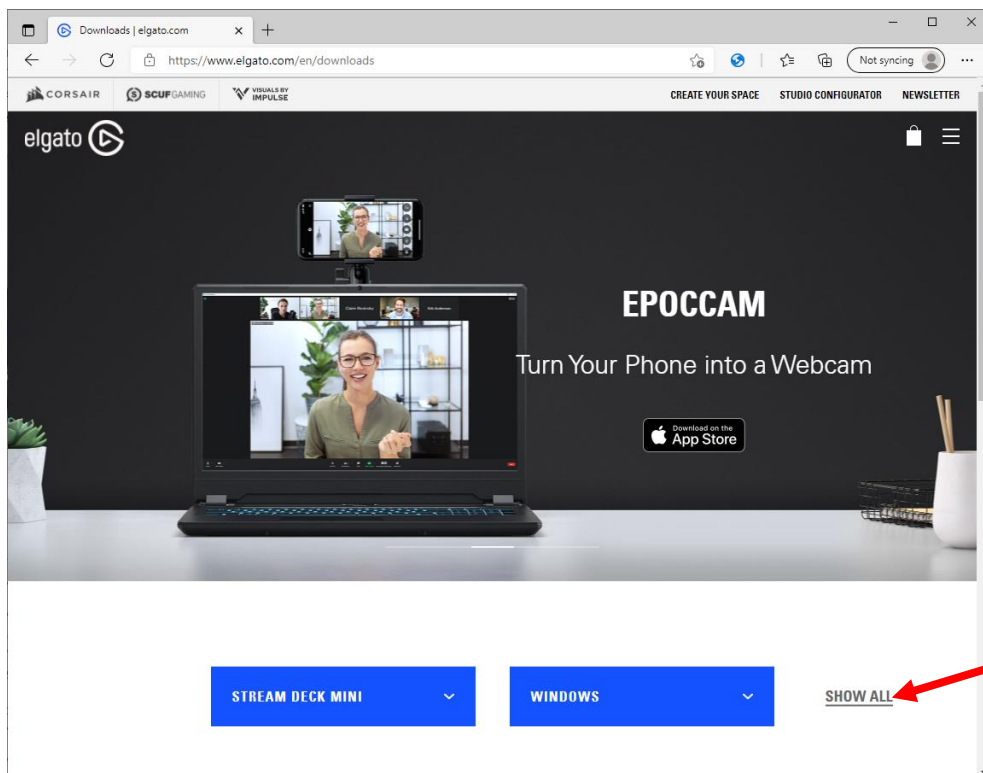 Downloads | elgato.com
https://www.elgato.com/en/downloads
Not syncing
CORSAIR
SCUF GAMING
VISUALS BY
IMPULSE
CREATE YOUR SPACE
STUDIO CONFIGURATOR
NEWSLETTER
elgato
EPOCCAM
Turn Your Phone into a Webcam
Download on the
App Store
STREAM DECK MINI
WINDOWS
SHOW ALL